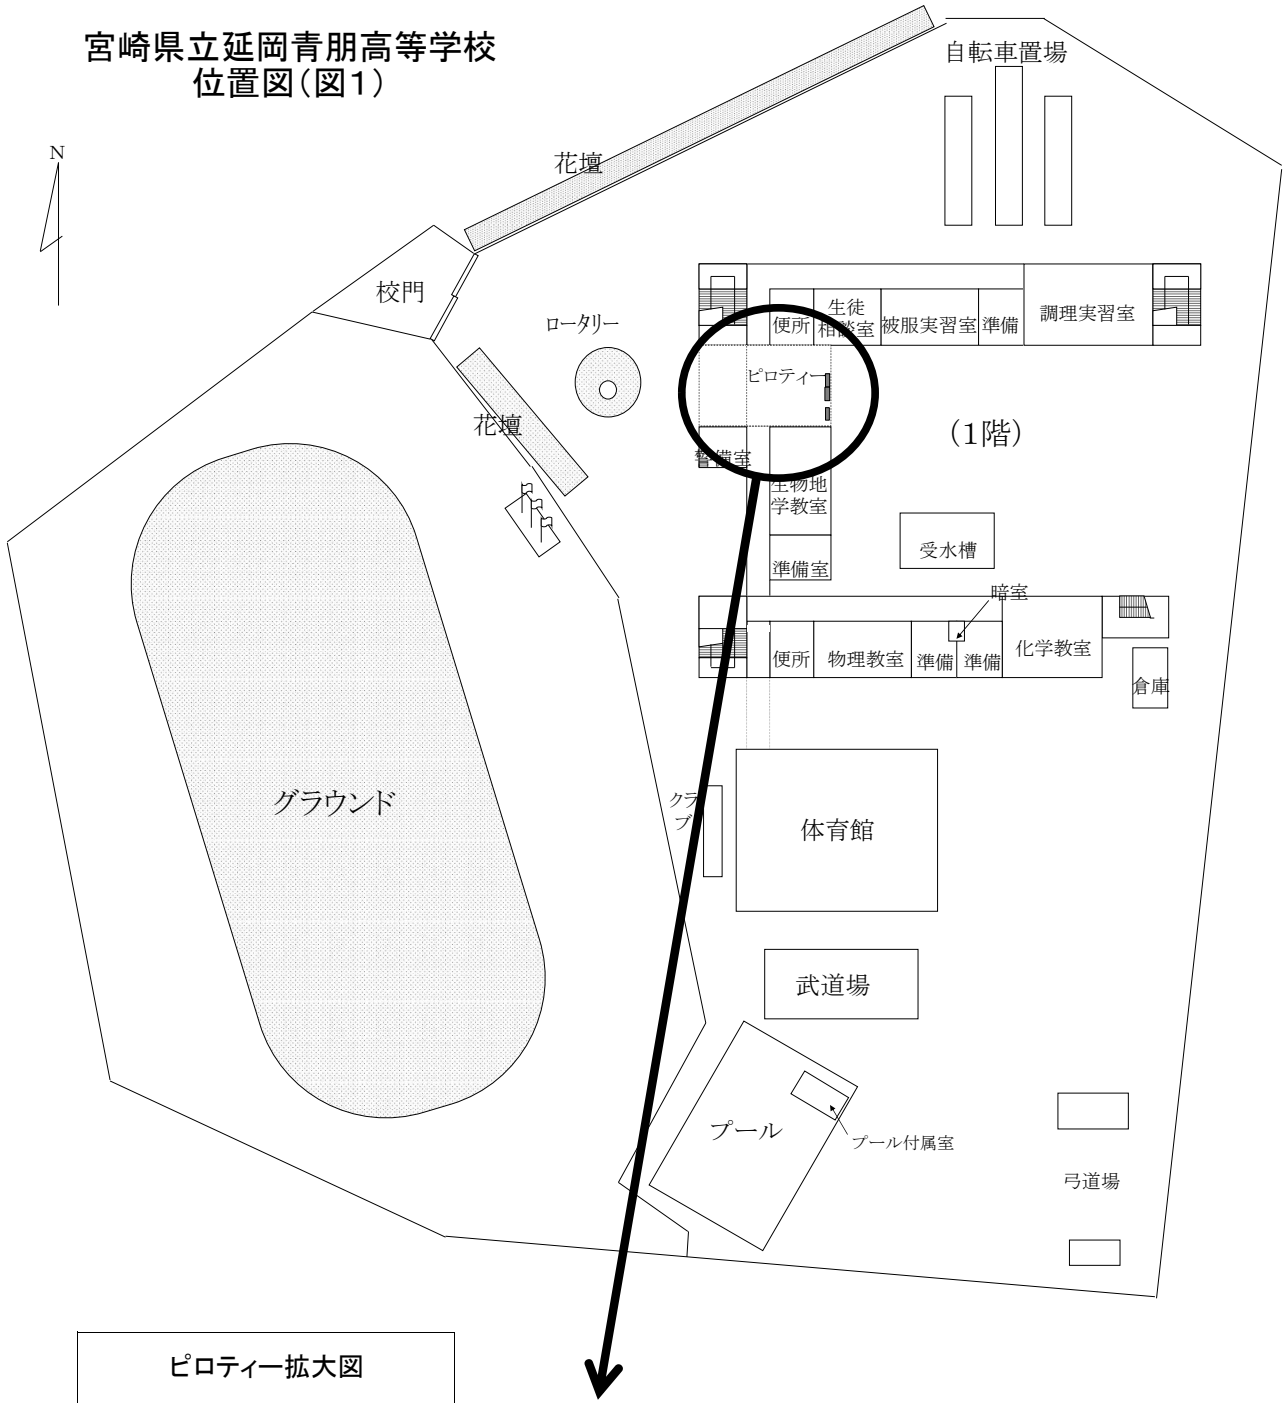 宮崎県立延岡青朋高等学校
位置図(図1)
自転車置場
N
花壇
校門
ロータリー
便所
生徒
相談室
被服実習室
準備
調理実習室
ピロティー
花壇
(1階)
警備室
生物地
学教室
受水槽
準備室
暗室
便所
物理教室
準備
準備
化学教室
倉庫
グラウンド
クラ
ブ
体育館
武道場
プール
プール付属室
弓道場
ピロティー拡大図